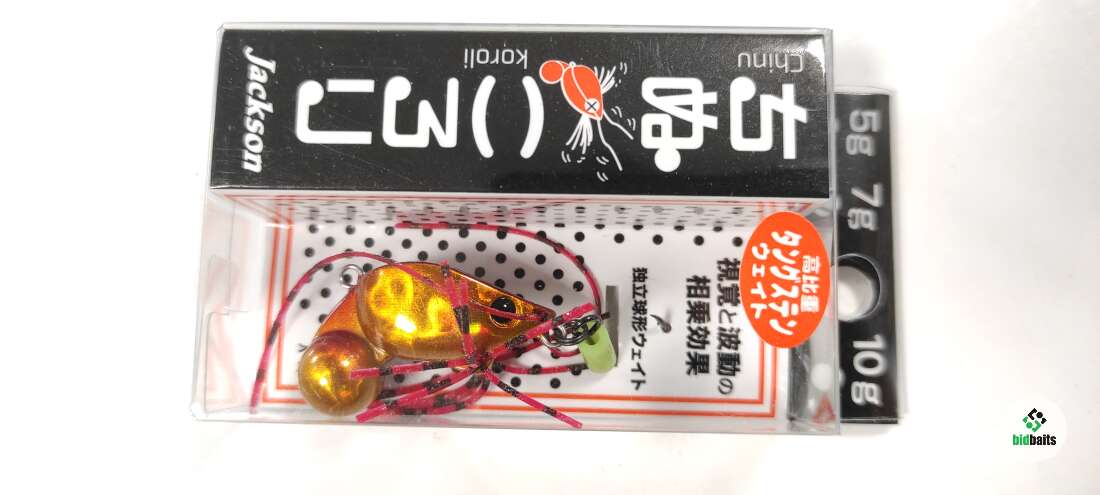 ちぬころり
Chinu
koroli
Jackson
高比重
タングステン
ウェイト
視覚と波動の
相乗効果
独立球形ウェイト
5g 7g 10g
bidbaits